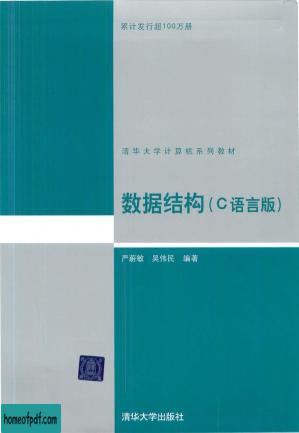 累计发行超100万册
清华大学计算机系列教材
数据结构(C语言版)
严蔚敏 吴伟民 编著
清华大学出版社
homeofpdf.com